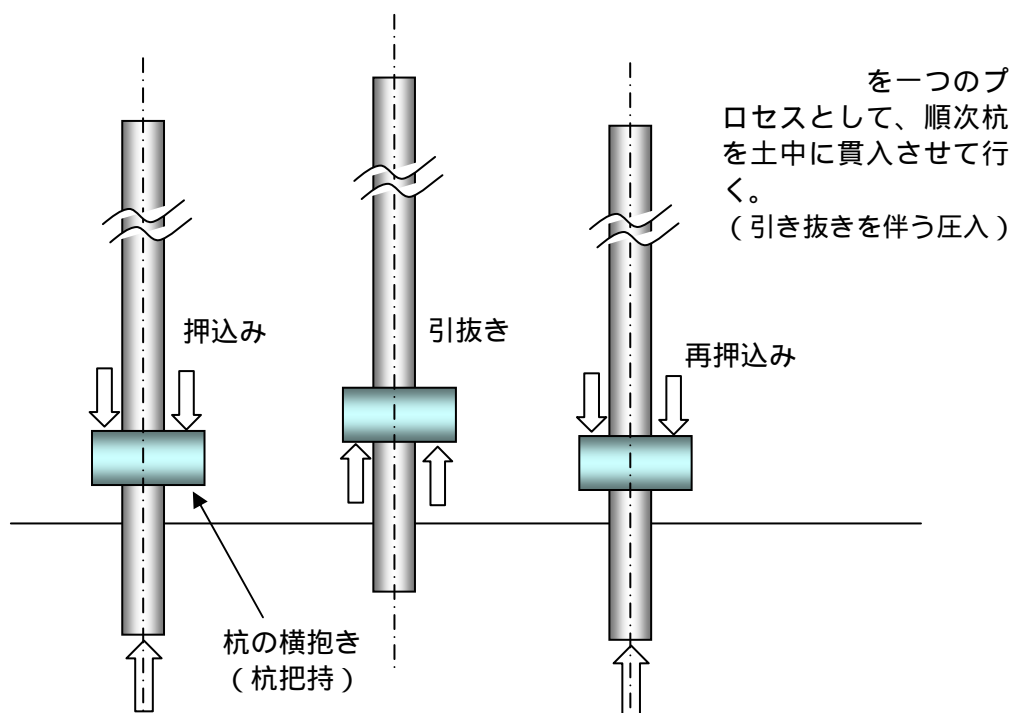 を一つのプ
ロセスとして、順次杭
を土中に貫入させて行
く。
（引き抜きを伴う圧入）
押込み
引抜き
再押込み
杭の横抱き
（杭把持）